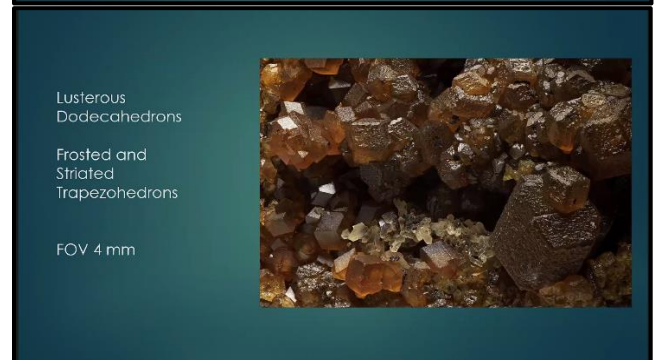 Lusterous
Dodecahedrons
Frosted and
Striated
Trapezohedrons
FOV 4 mm